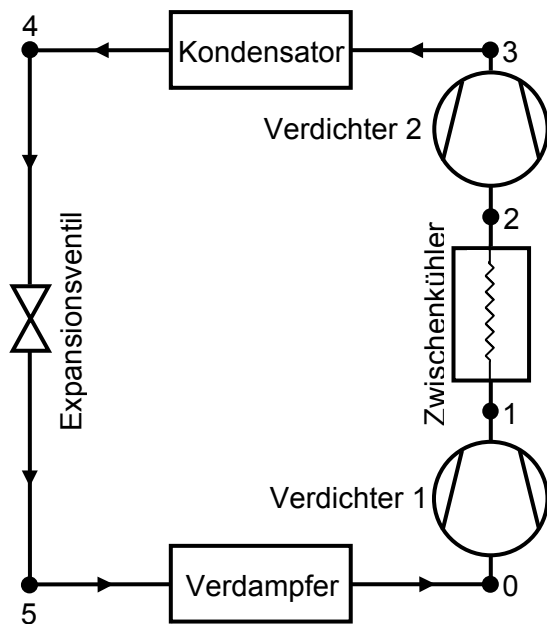 4
Kondensator
3
Verdichter 2
2
Expansionsventil
Zwischenkühler
1
Verdichter 1
Verdampfer
0
5